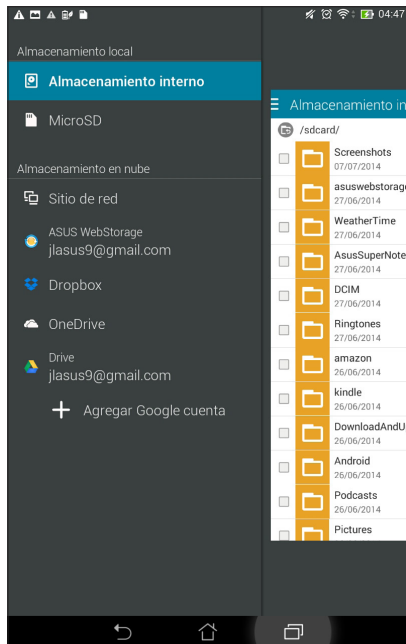 04:47
Almacenamiento local
Almacenamiento interno
MicroSD
Almacenamiento en nube
Sitio de red
ASUS WebStorage
jlasus9@gmail.com
Dropbox
OneDrive
Drive
jlasus9@gmail.com
Agregar Google cuenta
Almacenamiento in
/sdcard/
Screenshots
07/07/2014
asuswebstorage
27/06/2014
WeatherTime
27/06/2014
AsusSuperNote
27/06/2014
DCIM
27/06/2014
Ringtones
27/06/2014
amazon
26/06/2014
kindle
26/06/2014
DownloadAndU
26/06/2014
Android
26/06/2014
Podcasts
26/06/2014
Pictures